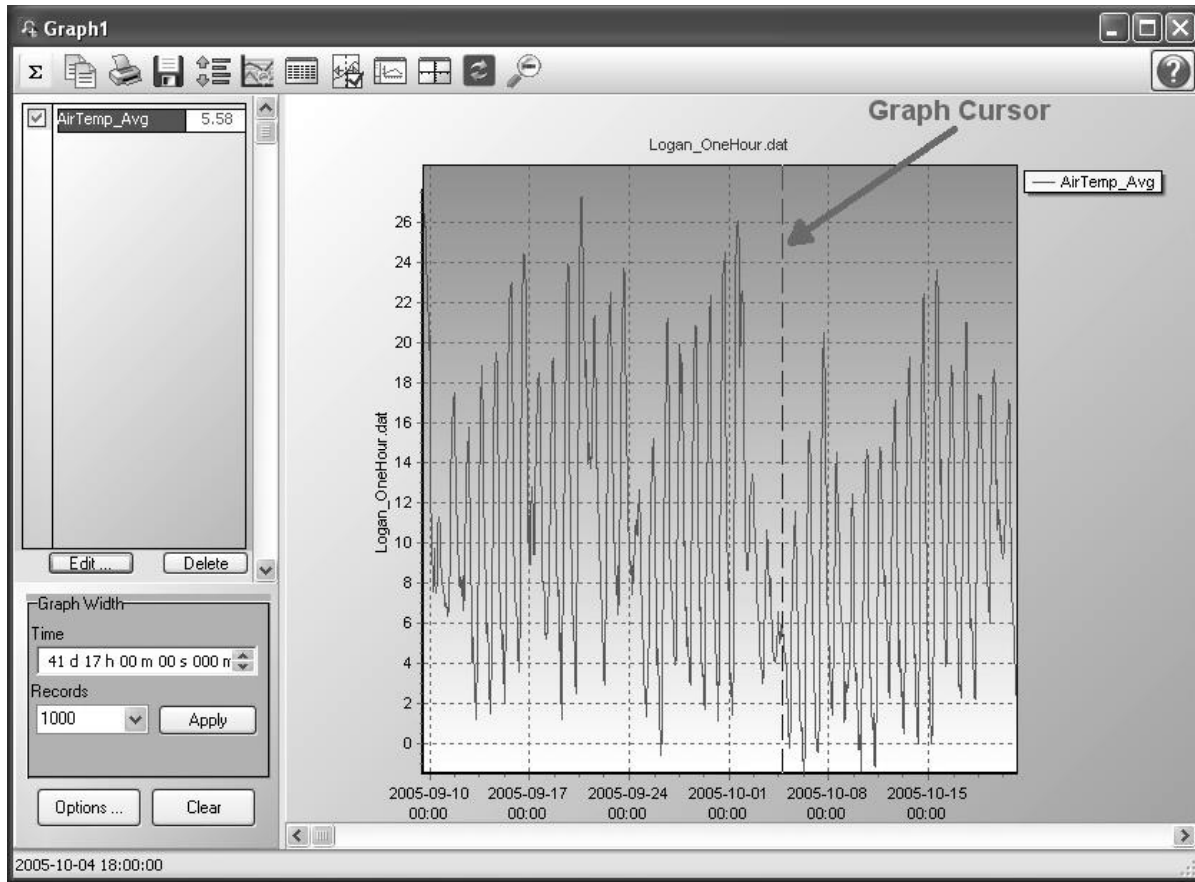 Graph1
Σ
AirTemp_Avg 5.58
Edit ... Delete
Graph Width
Time
41 d 17 h 00 m 00 s 000 m
Records
1000 Apply
Options ... Clear
Graph Cursor
Logan_OneHour.dat
AirTemp_Avg
Logan_OneHour.dat
26
24
22
20
18
16
14
12
10
8
6
4
2
0
2005-09-10 2005-09-17 2005-09-24 2005-10-01 2005-10-08 2005-10-15
00:00 00:00 00:00 00:00 00:00 00:00
2005-10-04 18:00:00